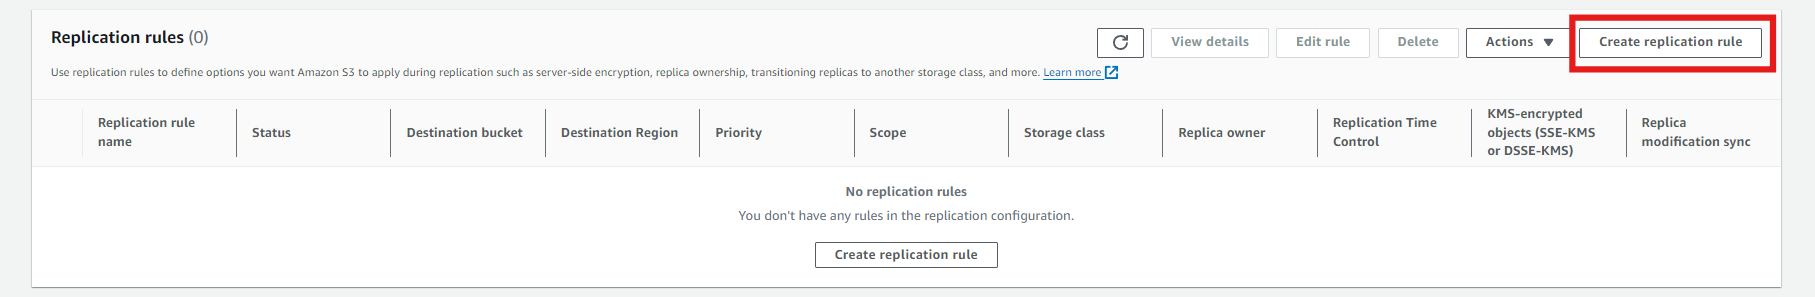 Replication rules (0)
View details
Edit rule
Delete
Actions
Create replication rule
Use replication rules to define options you want Amazon S3 to apply during replication such as server-side encryption, replica ownership, transitioning replicas to another storage class, and more. Learn more
Replication rule
name
Status
Destination bucket
Destination Region
Priority
Scope
Storage class
Replica owner
Replication Time
Control
KMS-encrypted
objects (SSE-KMS
or DSSE-KMS)
Replica
modification sync
No replication rules
You don't have any rules in the replication configuration.
Create replication rule